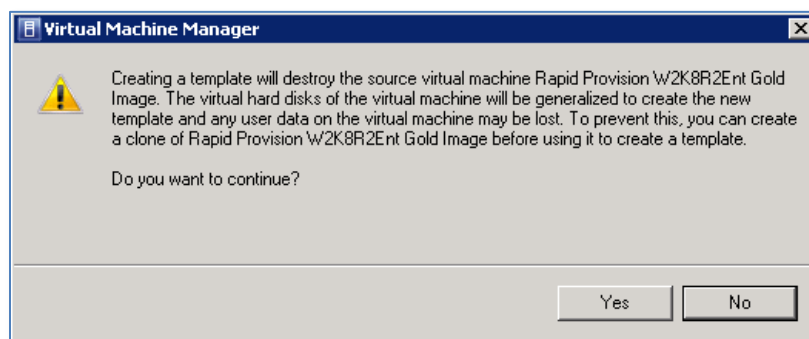 Virtual Machine Manager
Creating a template will destroy the source virtual machine Rapid Provision W2K8R2Ent Gold
Image. The virtual hard disks of the virtual machine will be generalized to create the new
template and any user data on the virtual machine may be lost. To prevent this, you can create
a clone of Rapid Provision W2K8R2Ent Gold Image before using it to create a template.
Do you want to continue?
Yes
No